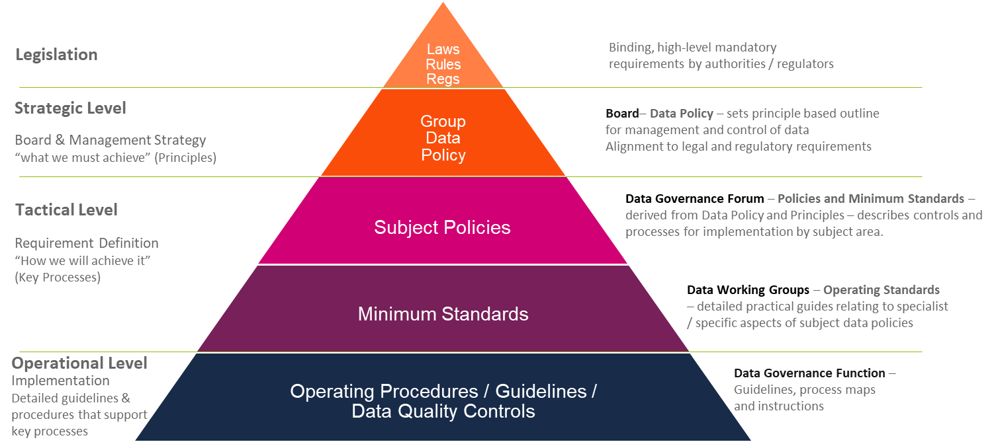 Legislation
Laws
Rules
Regs
Binding, high-level mandatory
requirements by authorities / regulators
Strategic Level
Board & Management Strategy
“what we must achieve” (Principles)
Group
Data
Policy
Board– Data Policy – sets principle based outline
for management and control of data
Alignment to legal and regulatory requirements
Tactical Level
Requirement Definition
“How we will achieve it”
(Key Processes)
Subject Policies
Data Governance Forum – Policies and Minimum Standards –
derived from Data Policy and Principles – describes controls and
processes for implementation by subject area.
Minimum Standards
Data Working Groups – Operating Standards
– detailed practical guides relating to specialist
/ specific aspects of subject data policies
Operational Level
Implementation
Detailed guidelines &
procedures that support
key processes
Operating Procedures / Guidelines /
Data Quality Controls
Data Governance Function –
Guidelines, process maps
and instructions